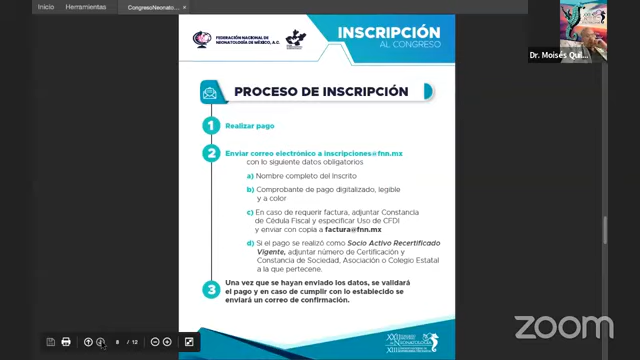 Inicio
Herramientas
CongresoNeonato...
FEDERACIÓN NACIONAL DE
NEONATOLOGÍA DE MÉXICO, A.C.
INSCRIPCIÓN
AL CONGRESO
Dr. Moisés Qui...
PROCESO DE INSCRIPCIÓN
1 Realizar pago
2 Enviar correo electrónico a inscripciones@fnn.mx
con lo siguiente datos obligatorios
a) Nombre completo del Inscrito
b) Comprobante de pago digitalizado, legible
y a color
c) En caso de requerir factura, adjuntar Constancia
de Cédula Fiscal y especificar Uso de CFDI
y enviar con copia a factura@fnn.mx
d) Si el pago se realizó como Socio Activo Recertificado
Vigente, adjuntar número de Certificación y
Constancia de Sociedad, Asociación o Colegio Estatal
a la que pertenece.
3 Una vez que se hayan enviado los datos, se validará
el pago y en caso de cumplir con lo establecido se
enviará un correo de confirmación.
8 / 12
NEONATOLOGÍA
zoom